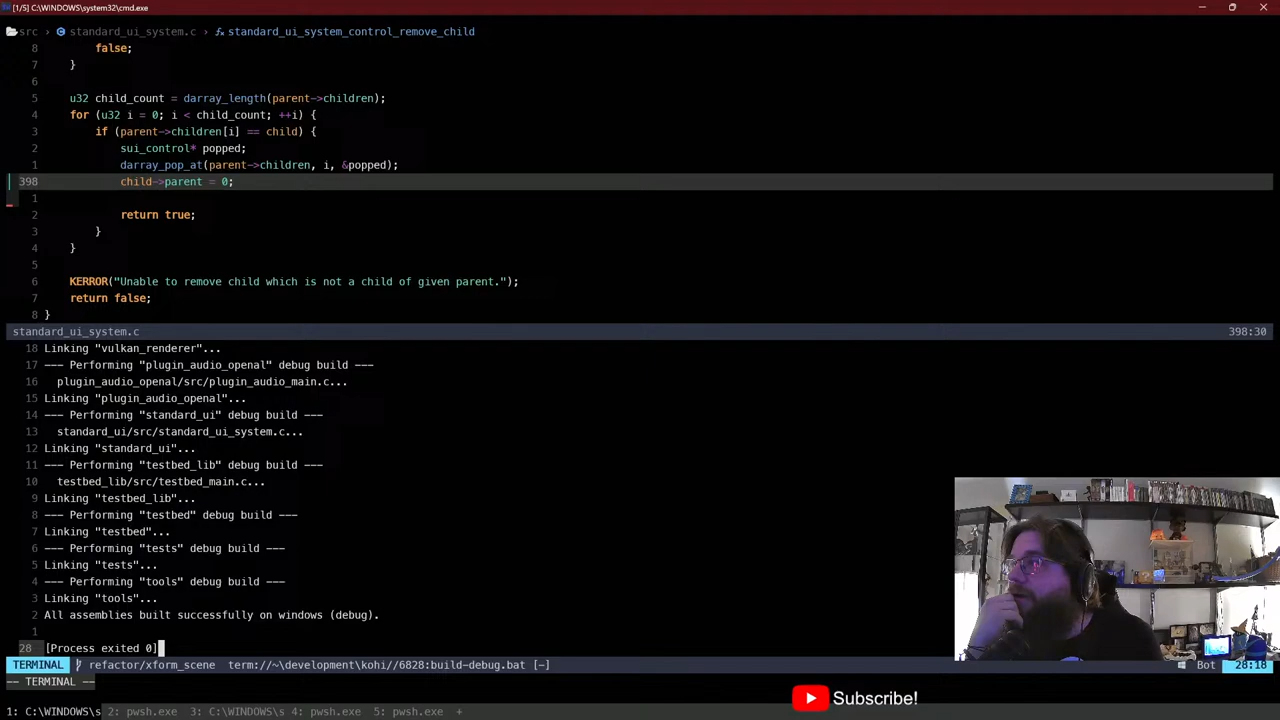 [1/5] C:\WINDOWS\system32\cmd.exe
src › C standard_ui_system.c › fx standard_ui_system_control_remove_child
8 false;
7 }
6
5 u32 child_count = darray_length(parent->children);
4 for (u32 i = 0; i < child_count; ++i) {
3 if (parent->children[i] == child) {
2 sui_control* popped;
1 darray_pop_at(parent->children, i, &popped);
398 child->parent = 0;
1
2 return true;
3 }
4 }
5
6 KERROR("Unable to remove child which is not a child of given parent.");
7 return false;
8 }
standard_ui_system.c 398:30
18 Linking "vulkan_renderer"...
17 --- Performing "plugin_audio_openal" debug build ---
16 plugin_audio_openal/src/plugin_audio_main.c...
15 Linking "plugin_audio_openal"...
14 --- Performing "standard_ui" debug build ---
13 standard_ui/src/standard_ui_system.c...
12 Linking "standard_ui"...
11 --- Performing "testbed_lib" debug build ---
10 testbed_lib/src/testbed_main.c...
9 Linking "testbed_lib"...
8 --- Performing "testbed" debug build ---
7 Linking "testbed"...
6 --- Performing "tests" debug build ---
5 Linking "tests"...
4 --- Performing "tools" debug build ---
3 Linking "tools"...
2 All assemblies built successfully on windows (debug).
1
28 [Process exited 0]
TERMINAL refactor/xform_scene term://~\development\kohi//6828:build-debug.bat [-] Bot 28:18
-- TERMINAL --
Subscribe!
1: C:\WINDOWS\s 2: pwsh.exe 3: C:\WINDOWS\s 4: pwsh.exe 5: pwsh.exe +